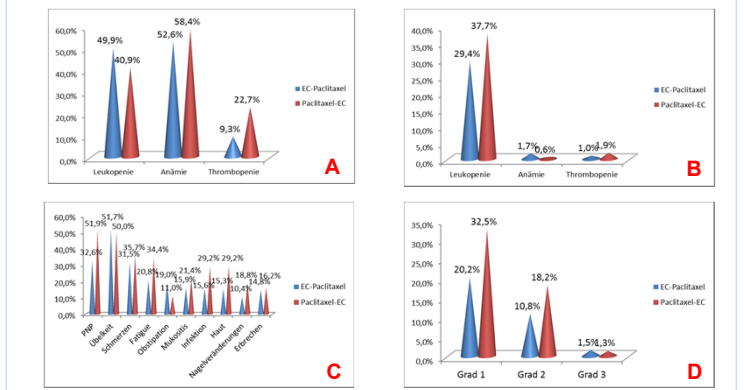 60,0%
50,0%
40,0%
30,0%
20,0%
10,0%
0,0%
49,9%
40,9%
52,6%
58,4%
9,3%
22,7%
Leukopenie Anämie Thrombopenie
EC-Paclitaxel
Paclitaxel-EC
A
40,0%
35,0%
30,0%
25,0%
20,0%
15,0%
10,0%
5,0%
0,0%
29,4%
37,7%
1,7%
0,6%
1,0%
1,9%
Leukopenie Anämie Thrombopenie
EC-Paclitaxel
Paclitaxel-EC
B
60,0%
50,0%
40,0%
30,0%
20,0%
10,0%
0,0%
32,6%
51,9%
51,7%
50,0%
31,5%
35,7%
20,8%
34,4%
19,0%
11,0%
15,9%
21,4%
15,6%
29,2%
15,3%
29,2%
10,4%
18,8%
14,8%
16,2%
PNP
Übelkeit
Schmerzen
Fatigue
Obstipation
Mukositis
Infektion
Haut
Nagelveränderungen
Erbrechen
EC-Paclitaxel
Paclitaxel-EC
C
35,0%
30,0%
25,0%
20,0%
15,0%
10,0%
5,0%
0,0%
20,2%
32,5%
10,8%
18,2%
1,5%
1,3%
Grad 1 Grad 2 Grad 3
EC-Paclitaxel
Paclitaxel-EC
D